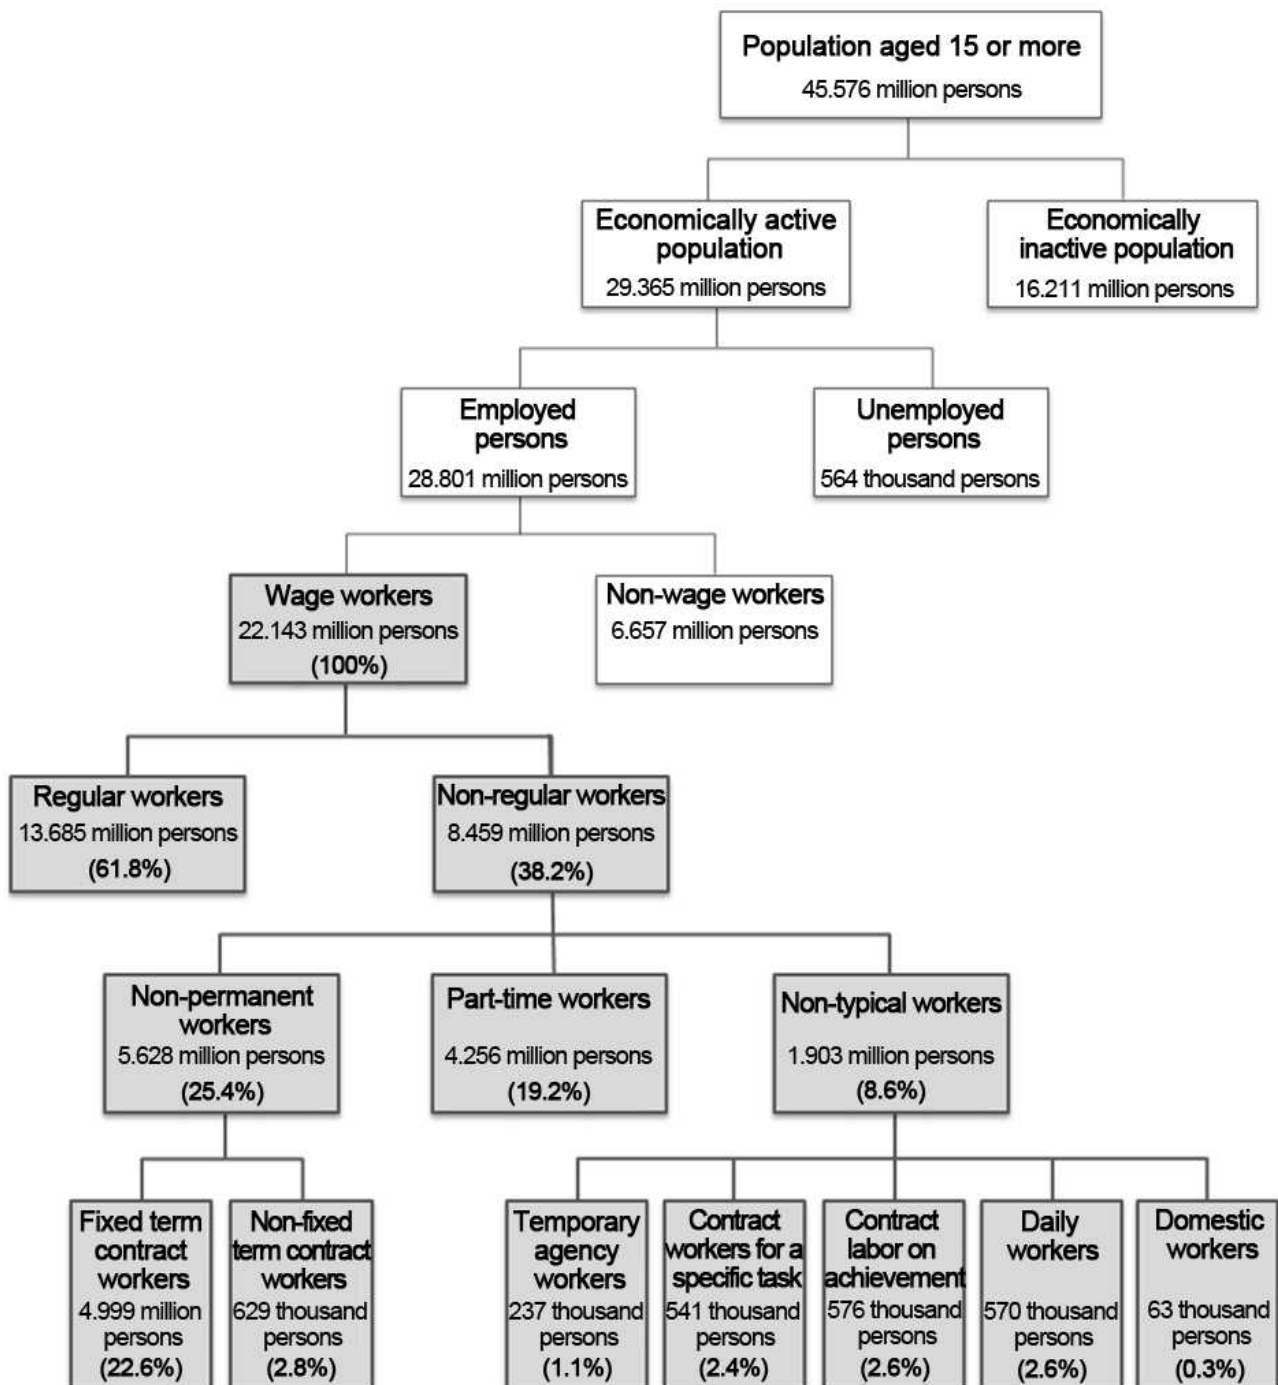 Population aged 15 or more
45.576 million persons
Economically active
population
29.365 million persons
Economically
inactive population
16.211 million persons
Employed
persons
28.801 million persons
Unemployed
persons
564 thousand persons
Wage workers
22.143 million persons
(100%)
Non-wage workers
6.657 million persons
Regular workers
13.685 million persons
(61.8%)
Non-regular workers
8.459 million persons
(38.2%)
Non-permanent
workers
5.628 million persons
(25.4%)
Part-time workers
4.256 million persons
(19.2%)
Non-typical workers
1.903 million persons
(8.6%)
Fixed term
contract
workers
4.999 million
persons
(22.6%)
Non-fixed
term contract
workers
629 thousand
persons
(2.8%)
Temporary
agency
workers
237 thousand
persons
(1.1%)
Contract
workers for a
specific task
541 thousand
persons
(2.4%)
Contract
labor on
achievement
576 thousand
persons
(2.6%)
Daily
workers
570 thousand
persons
(2.6%)
Domestic
workers
63 thousand
persons
(0.3%)